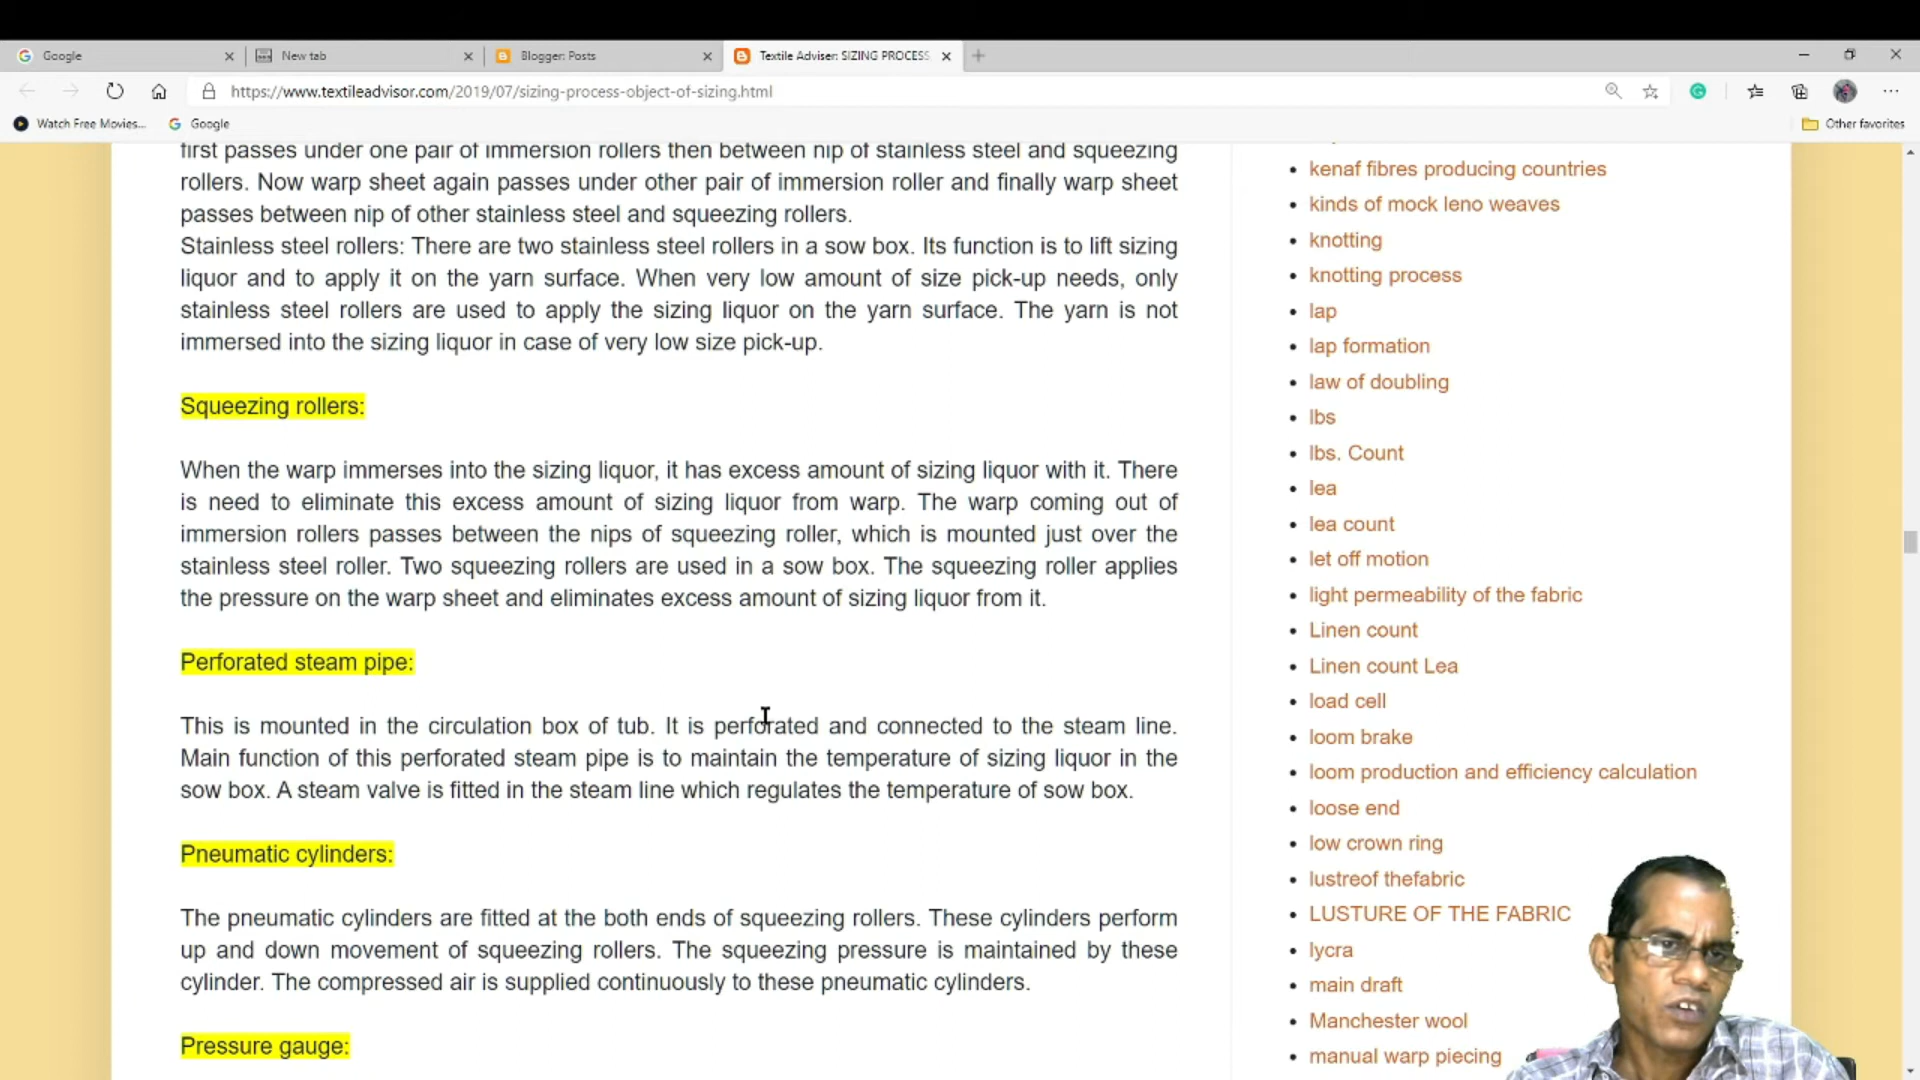 Google
New tab
Blogger: Posts
Textile Adviser: SIZING PROCESS
https://www.textileadvisor.com/2019/07/sizing-process-object-of-sizing.html
Watch Free Movies...
Google
Other favorites
first passes under one pair of immersion rollers then between nip of stainless steel and squeezing
rollers. Now warp sheet again passes under other pair of immersion roller and finally warp sheet
passes between nip of other stainless steel and squeezing rollers.
Stainless steel rollers: There are two stainless steel rollers in a sow box. Its function is to lift sizing
liquor and to apply it on the yarn surface. When very low amount of size pick-up needs, only
stainless steel rollers are used to apply the sizing liquor on the yarn surface. The yarn is not
immersed into the sizing liquor in case of very low size pick-up.
Squeezing rollers:
When the warp immerses into the sizing liquor, it has excess amount of sizing liquor with it. There
is need to eliminate this excess amount of sizing liquor from warp. The warp coming out of
immersion rollers passes between the nips of squeezing roller, which is mounted just over the
stainless steel roller. Two squeezing rollers are used in a sow box. The squeezing roller applies
the pressure on the warp sheet and eliminates excess amount of sizing liquor from it.
Perforated steam pipe:
This is mounted in the circulation box of tub. It is perforated and connected to the steam line.
Main function of this perforated steam pipe is to maintain the temperature of sizing liquor in the
sow box. A steam valve is fitted in the steam line which regulates the temperature of sow box.
Pneumatic cylinders:
The pneumatic cylinders are fitted at the both ends of squeezing rollers. These cylinders perform
up and down movement of squeezing rollers. The squeezing pressure is maintained by these
cylinder. The compressed air is supplied continuously to these pneumatic cylinders.
Pressure gauge:
kenaf fibres producing countries
kinds of mock leno weaves
knotting
knotting process
lap
lap formation
law of doubling
lbs
lbs. Count
lea
lea count
let off motion
light permeability of the fabric
Linen count
Linen count Lea
load cell
loom brake
loom production and efficiency calculation
loose end
low crown ring
lustreof thefabric
LUSTURE OF THE FABRIC
lycra
main draft
Manchester wool
manual warp piecing